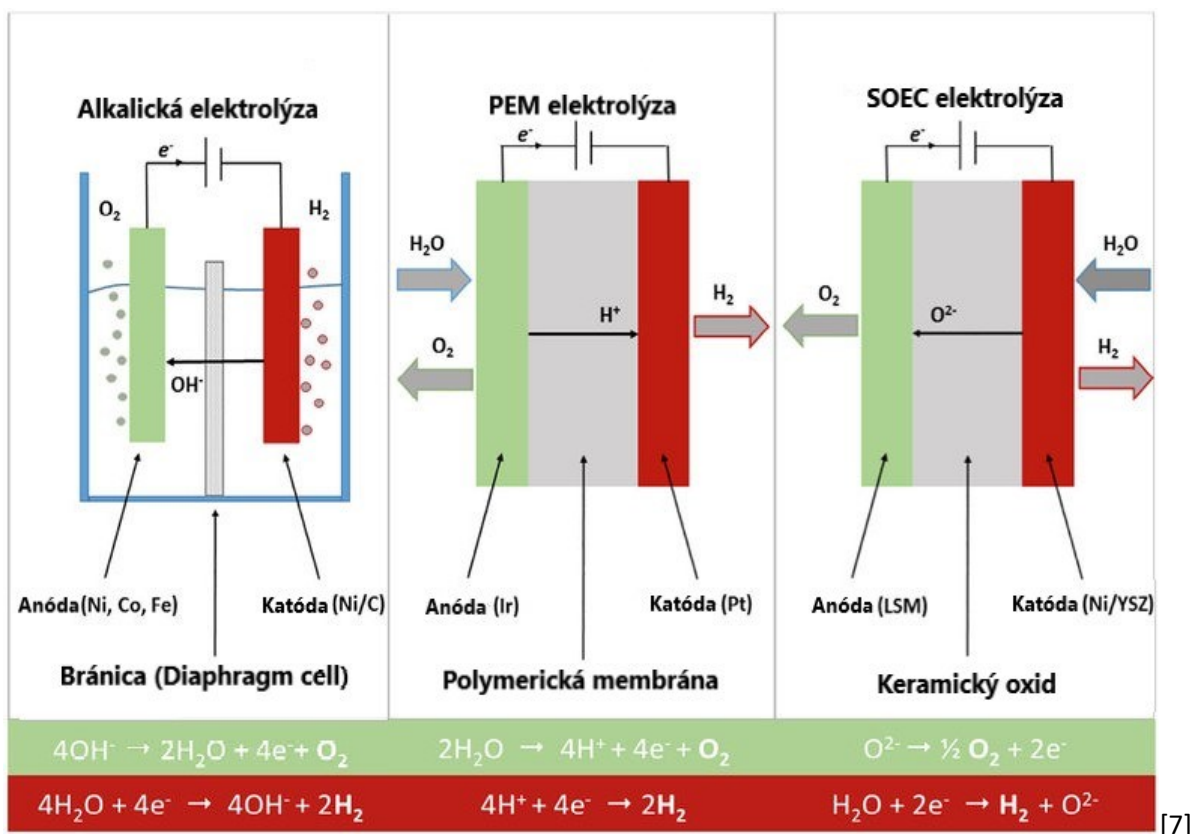 Alkalická elektrolýza
e-
O₂
H₂
OH-
Anóda(Ni, Co, Fe)
Katóda (Ni/C)
Bránica (Diaphragm cell)
4OH⁻ → 2H₂O + 4e⁻ + O₂
4H₂O + 4e⁻ → 4OH⁻ + 2H₂
PEM elektrolýza
e-
H₂O
H⁺
H₂
O₂
Anóda (Ir)
Katóda (Pt)
Polymerická membrána
2H₂O → 4H⁺ + 4e⁻ + O₂
4H⁺ + 4e⁻ → 2H₂
SOEC elektrolýza
e-
H₂O
O₂
O²⁻
H₂
Anóda (LSM)
Katóda (Ni/YSZ)
Keramický oxid
O²⁻ → ½ O₂ + 2e⁻
H₂O + 2e⁻ → H₂ + O²⁻
[7]